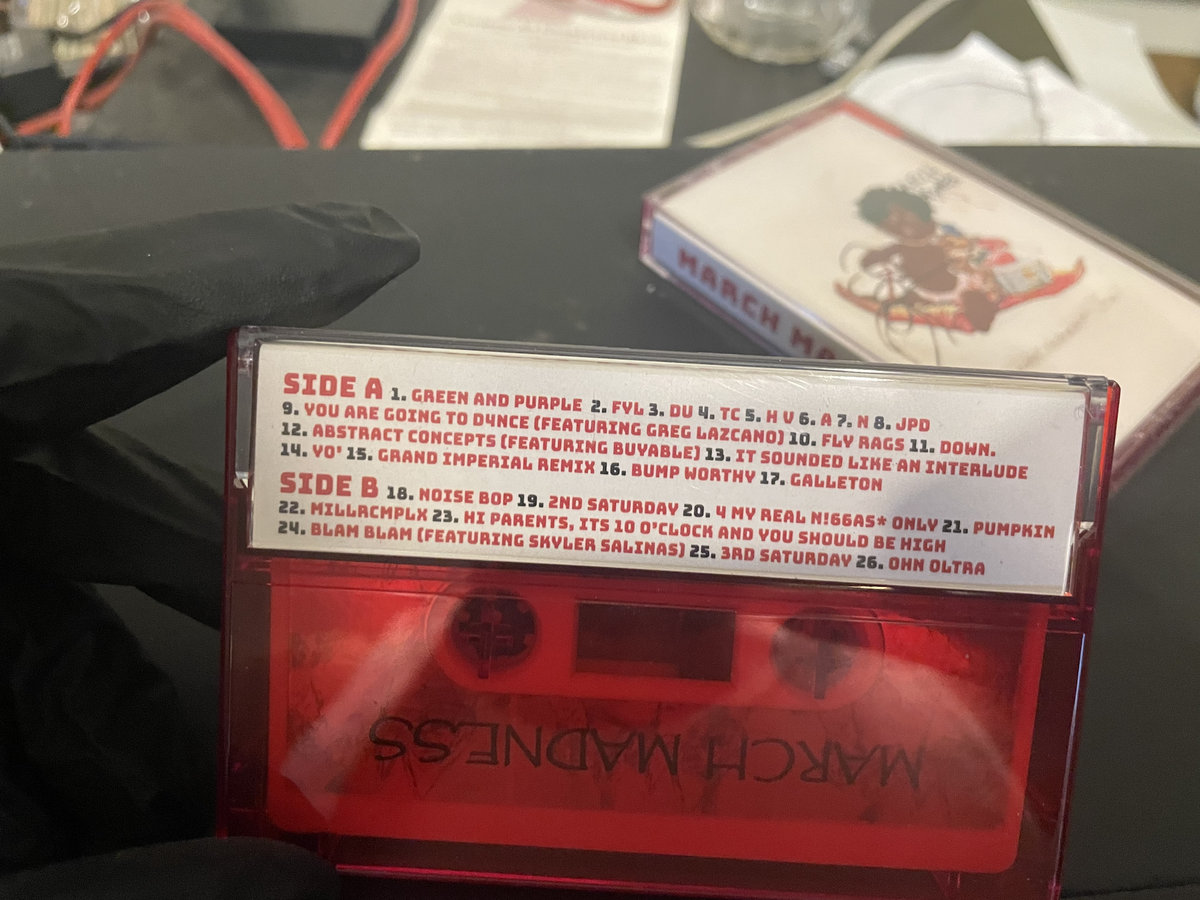 SIDE A 1. GREEN AND PURPLE 2. FYL 3. DU 4. TC 5. H V 6. A 7. N 8. JPD
9. YOU ARE GOING TO D4NCE (FEATURING GREG LAZCANO) 10. FLY RAGS 11. DOWN.
12. ABSTRACT CONCEPTS (FEATURING BUYABLE) 13. IT SOUNDED LIKE AN INTERLUDE
14. YO' 15. GRAND IMPERIAL REMIX 16. BUMP WORTHY 17. GALLETON
SIDE B 18. NOISE BOP 19. 2ND SATURDAY 20. 4 MY REAL N!66AS* ONLY 21. PUMPKIN
22. MILLRCMPLX 23. HI PARENTS, ITS 10 O'CLOCK AND YOU SHOULD BE HIGH
24. BLAM BLAM (FEATURING SKYLER SALINAS) 25. 3RD SATURDAY 26. OHN OLTRA
MARCH MADNESS
MARCH MA